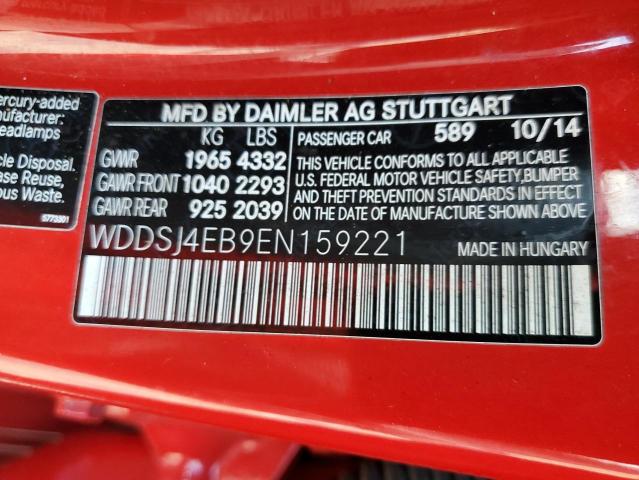 ercury-added
anufacturer:
eadlamps
cle Disposal.
ase Reuse,
ous Waste.
5773301
MFD BY DAIMLER AG STUTTGART
KG LBS PASSENGER CAR 589 10/14
GVWR 1965 4332
GAWR FRONT 1040 2293
GAWR REAR 925 2039
THIS VEHICLE CONFORMS TO ALL APPLICABLE
U.S. FEDERAL MOTOR VEHICLE SAFETY, BUMPER
AND THEFT PREVENTION STANDARDS IN EFFECT
ON THE DATE OF MANUFACTURE SHOWN ABOVE.
WDDSJ4EB9EN159221 MADE IN HUNGARY